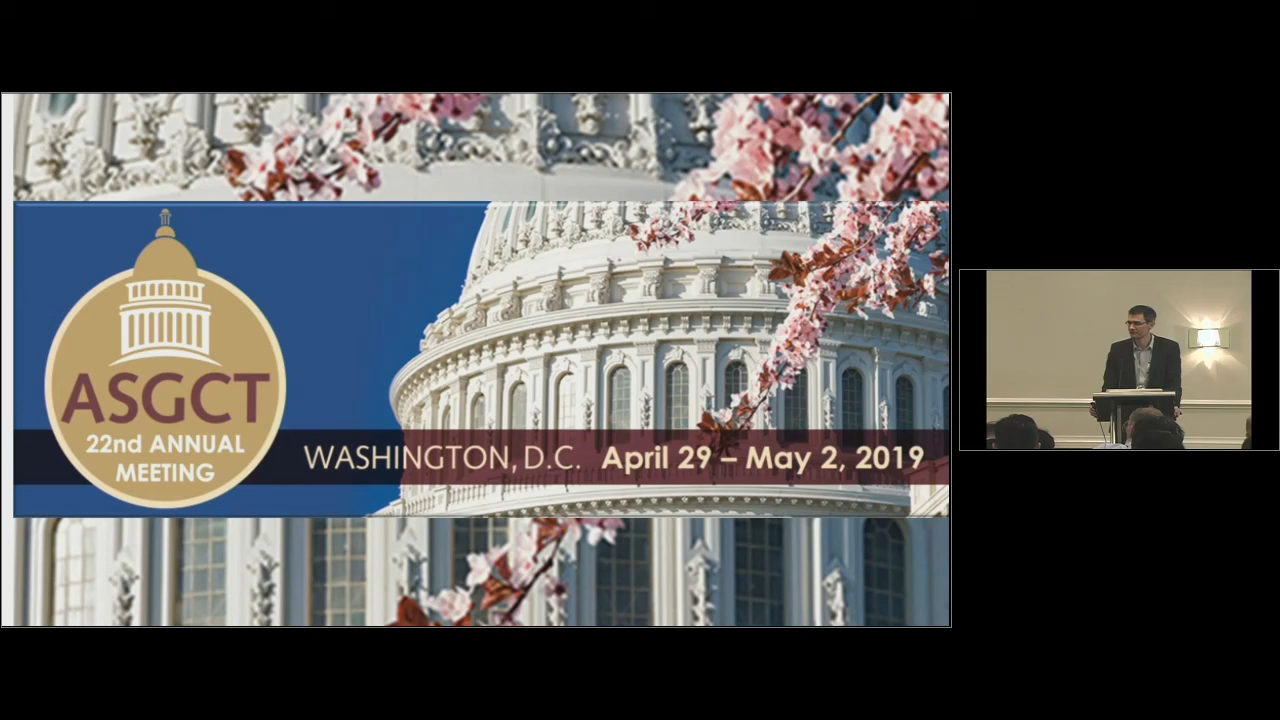 ASGCT
22nd ANNUAL
MEETING
WASHINGTON, D.C. April 29 – May 2, 2019